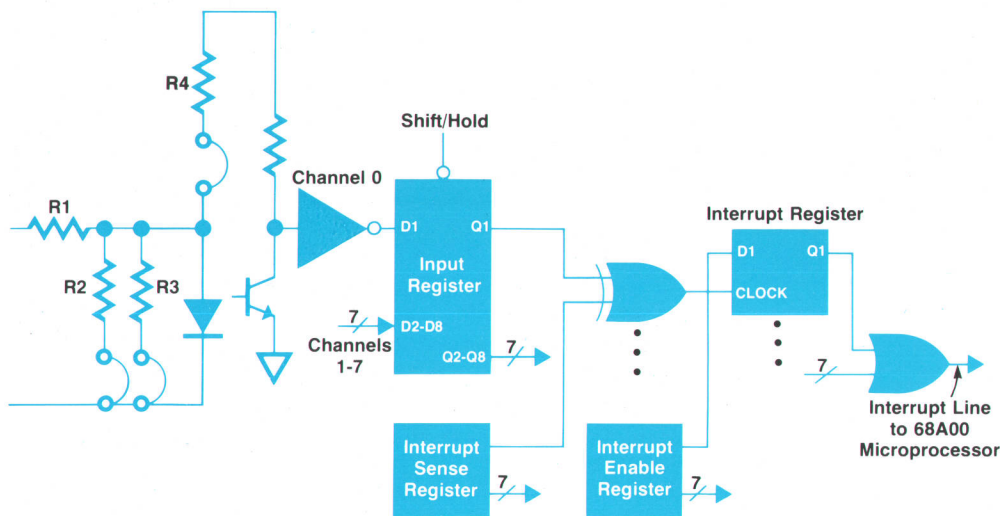 R4
Shift/Hold
Channel 0
R1
D1
Q1
Interrupt Register
D1
Q1
Input
Register
R2
R3
CLOCK
7
D2-D8
Channels
1-7
Q2-Q8
7
7
Interrupt Line
to 68A00
Microprocessor
Interrupt
Sense
Register
7
Interrupt
Enable
Register
7